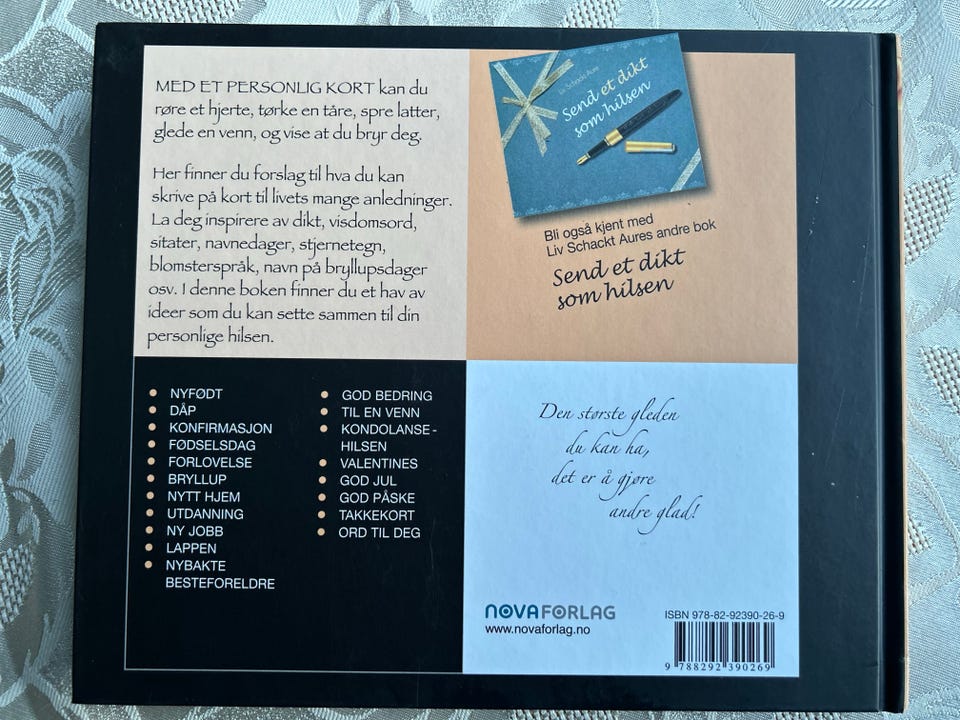 MED ET PERSONLIG KORT kan du
røre et hjerte, tørke en tåre, spre latter,
glede en venn, og vise at du bryr deg.
Her finner du forslag til hva du kan
skrive på kort til livets mange anledninger.
La deg inspirere av dikt, visdomsord,
sitater, navnedager, stjernetegn,
blomsterspråk, navn på bryllupsdager
osv. I denne boken finner du et hav av
ideer som du kan sette sammen til din
personlige hilsen.
Liv Schackt Aure
Send et dikt
som hilsen
Bli også kjent med
Liv Schackt Aures andre bok
Send et dikt
som hilsen
NYFØDT
DÅP
KONFIRMASJON
FØDSELSDAG
FORLOVELSE
BRYLLUP
NYTT HJEM
UTDANNING
NY JOBB
LAPPEN
NYBAKTE
BESTEFORELDRE
GOD BEDRING
TIL EN VENN
KONDOLANSE-
HILSEN
VALENTINES
GOD JUL
GOD PÅSKE
TAKKEKORT
ORD TIL DEG
Den største gleden
du kan ha,
det er å gjøre
andre glad!
NOVA FORLAG
www.novaforlag.no
ISBN 978-82-92390-26-9
9 788292 390269